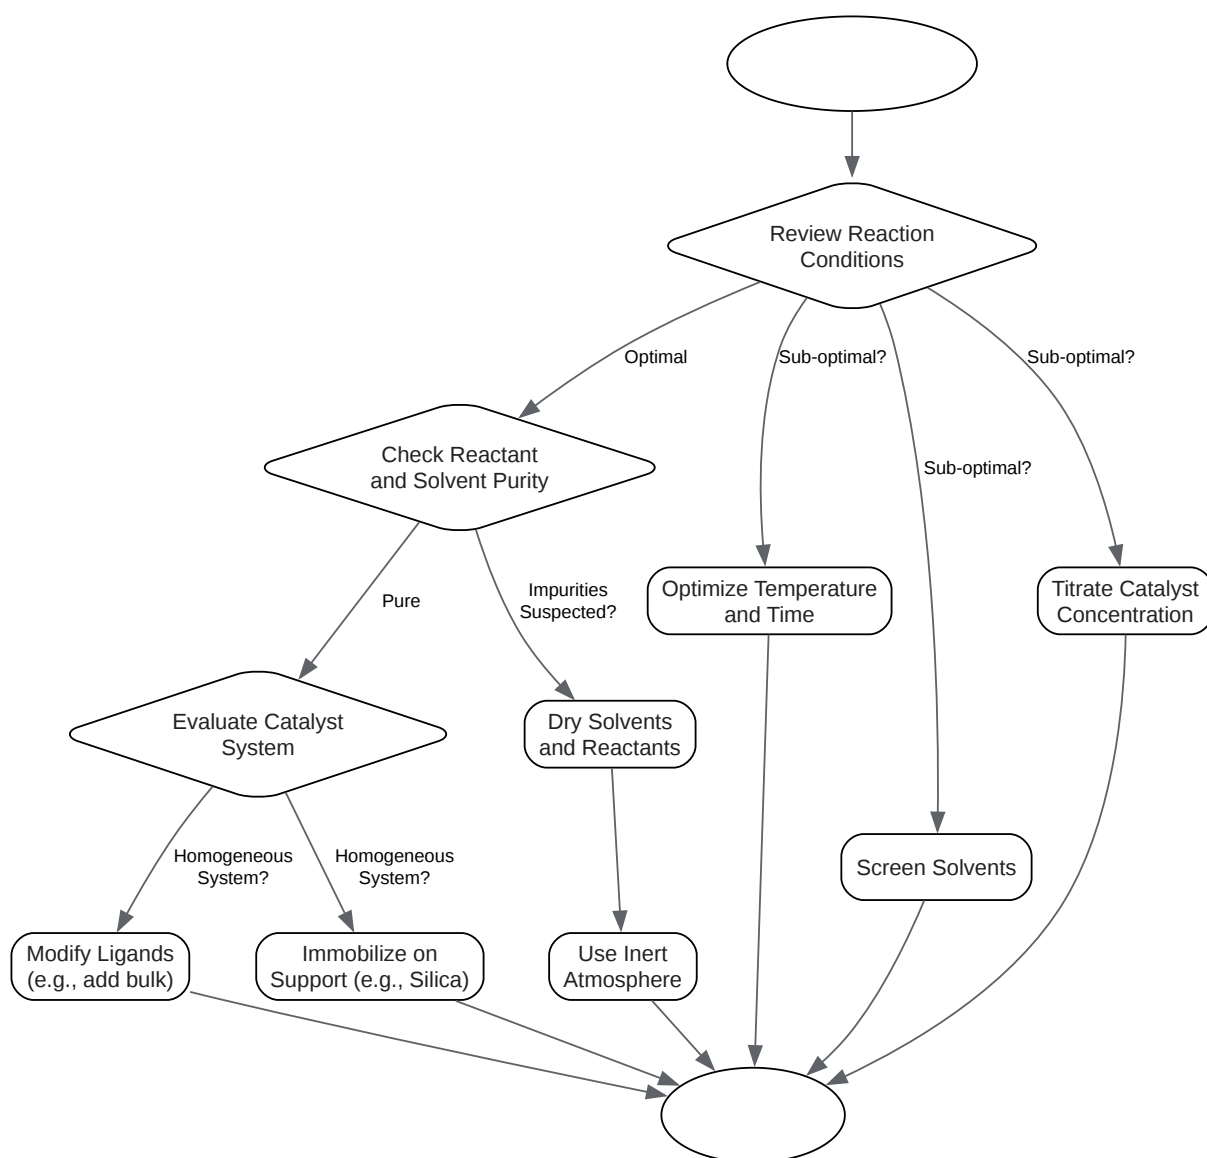 Review Reaction
Conditions
Optimal
Sub-optimal?
Sub-optimal?
Check Reactant
and Solvent Purity
Sub-optimal?
Pure
Impurities
Suspected?
Optimize Temperature
and Time
Titrate Catalyst
Concentration
Evaluate Catalyst
System
Dry Solvents
and Reactants
Homogeneous
System?
Homogeneous
System?
Screen Solvents
Modify Ligands
(e.g., add bulk)
Immobilize on
Support (e.g., Silica)
Use Inert
Atmosphere